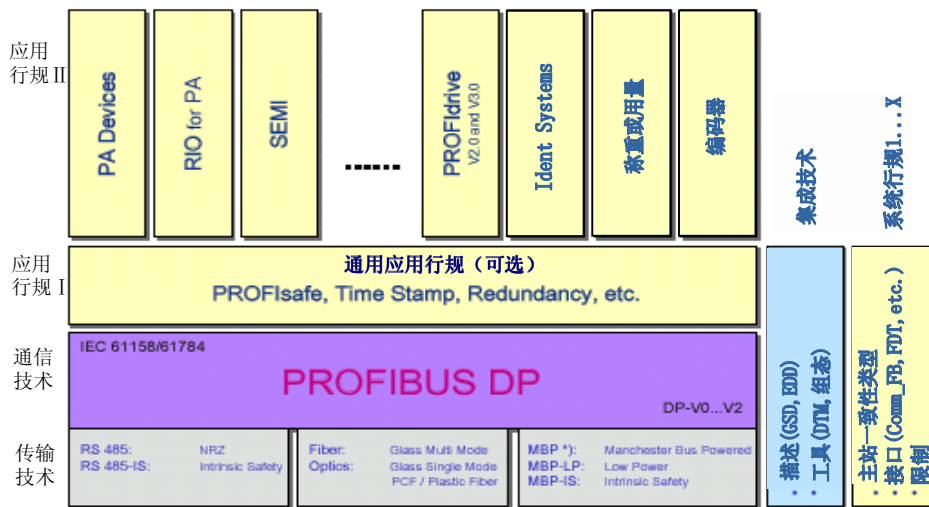 应用
行规Ⅱ
PA Devices
RIO for PA
SEMI
......
PROFIdrive
V2.0 and V3.0
Ident Systems
称重或用量
编码器
集成技术
系统行规1...X
应用
行规Ⅰ
通用应用行规（可选）
PROFIsafe, Time Stamp, Redundancy, etc.
通信
技术
IEC 61158/61784
PROFIBUS DP
DP-V0...V2
传输
技术
RS 485: NRZ
RS 485-IS: Intrinsic Safety
Fiber: Glass Multi Mode
Optics: Glass Single Mode
PCF / Plastic Fiber
MBP *): Manchester Bus Powered
MBP-LP: Low Power
MBP-IS: Intrinsic Safety
· 描述(GSD,EDD)
· 工具(DTM,组态)
· 主站一致性类型
· 接口(Comm_FB,FDT,etc.)
· 限制